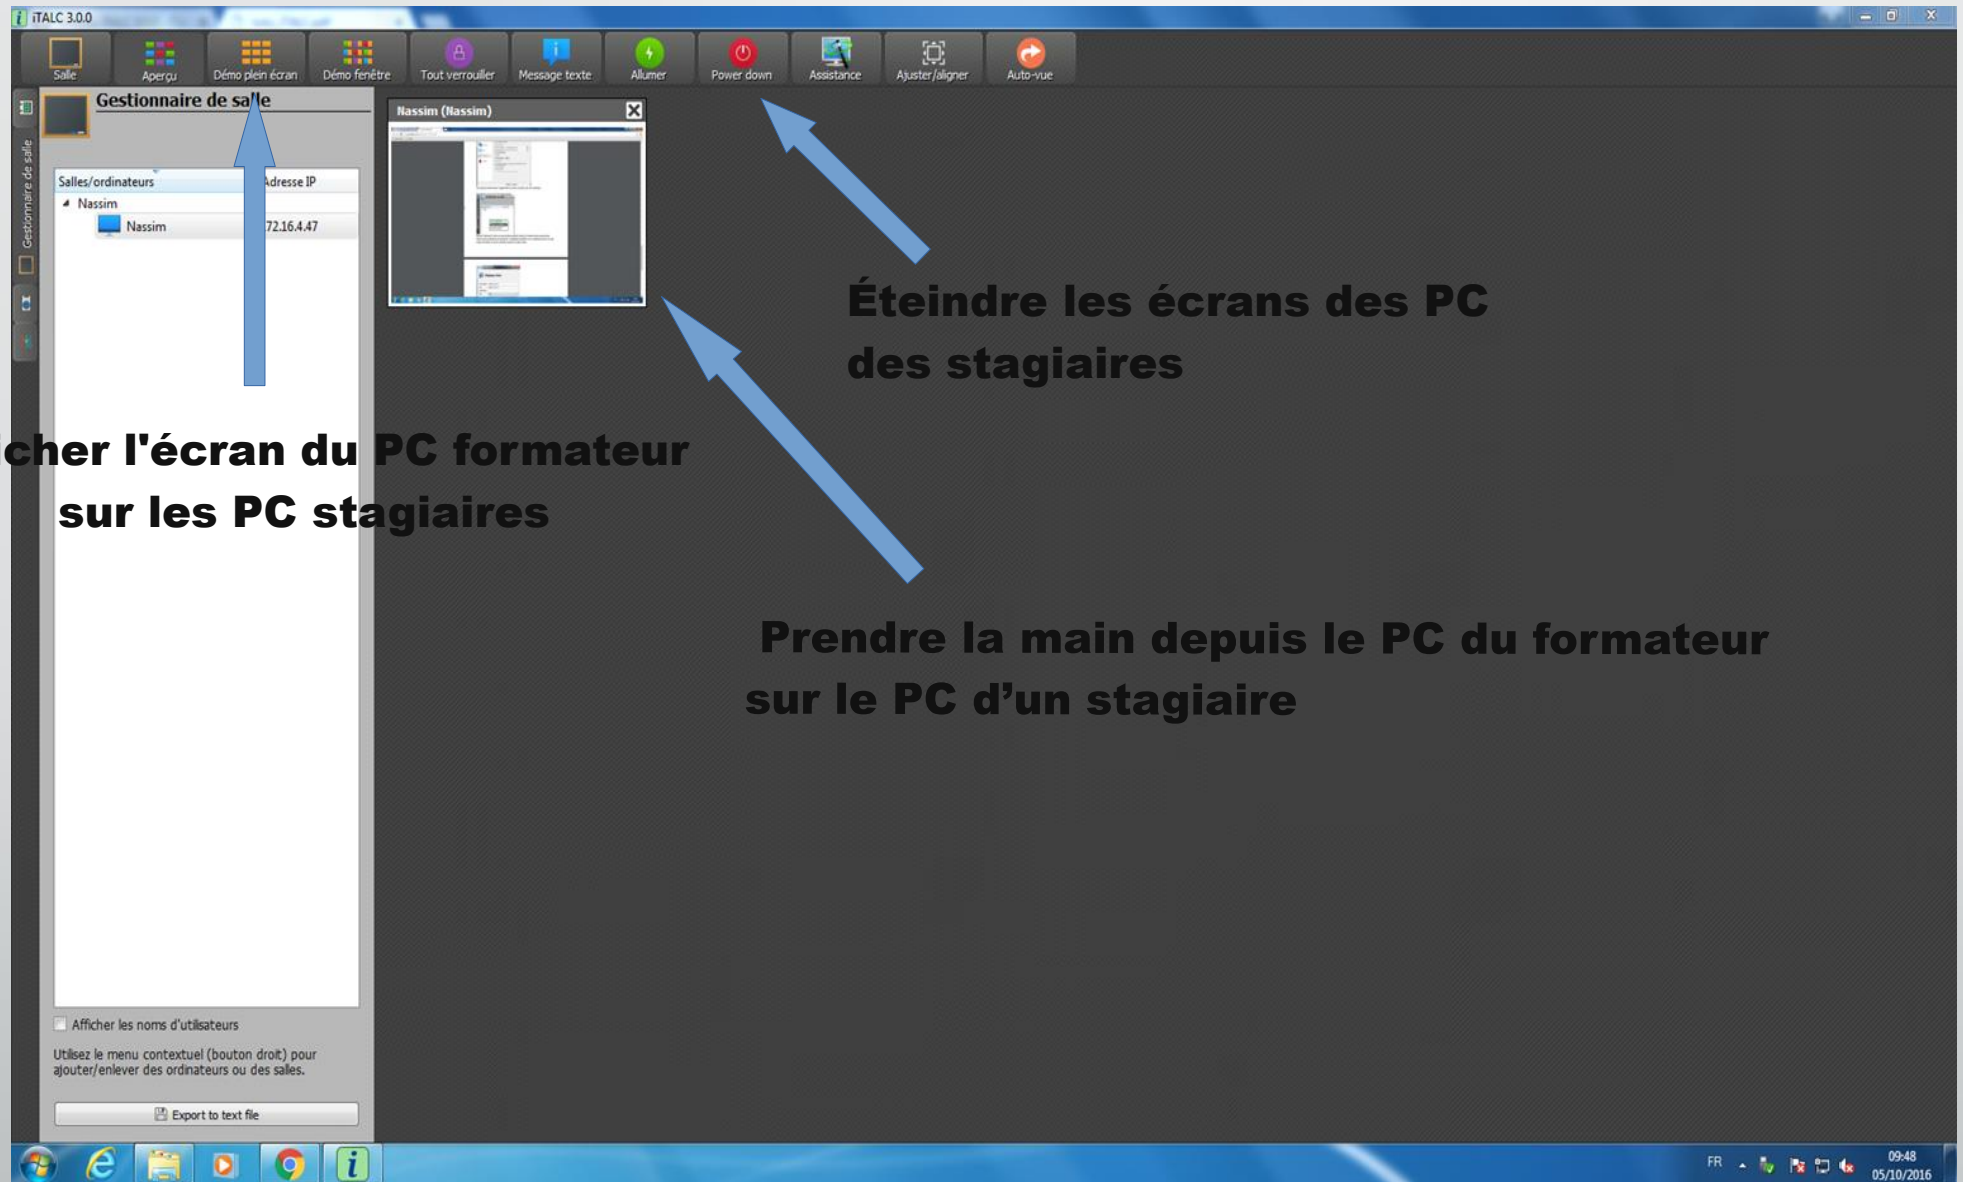 iTALC 3.0.0
Salle
Aperçu
Démo plein écran
Démo fenêtre
Tout verrouiller
Message texte
Allumer
Power down
Assistance
Ajuster/aligner
Auto-vue
Gestionnaire de salle
Gestionnaire de salle
Salles/ordinateurs
Adresse IP
Nassim
Nassim
72.16.4.47
Nassim (Nassim)
Éteindre les écrans des PC
des stagiaires
icher l'écran du PC formateur
sur les PC stagiaires
Prendre la main depuis le PC du formateur
sur le PC d’un stagiaire
Afficher les noms d'utilisateurs
Utilisez le menu contextuel (bouton droit) pour
ajouter/enlever des ordinateurs ou des salles.
Export to text file
FR
09:48
05/10/2016